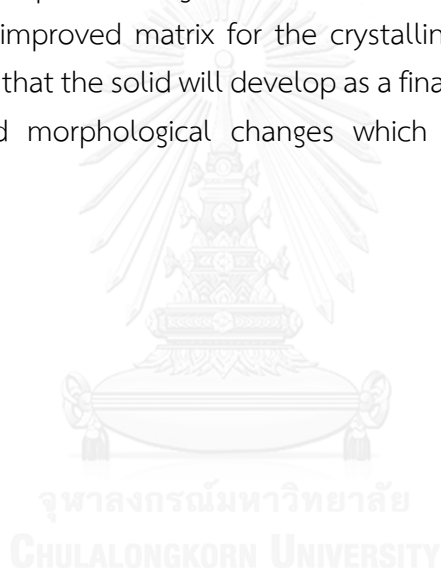 improved matrix for the crystallin
that the solid will develop as a fina
d morphological changes which
จุฬาลงกรณ์มหาวิทยาลัย
CHULALONGKORN UNIVERSITY